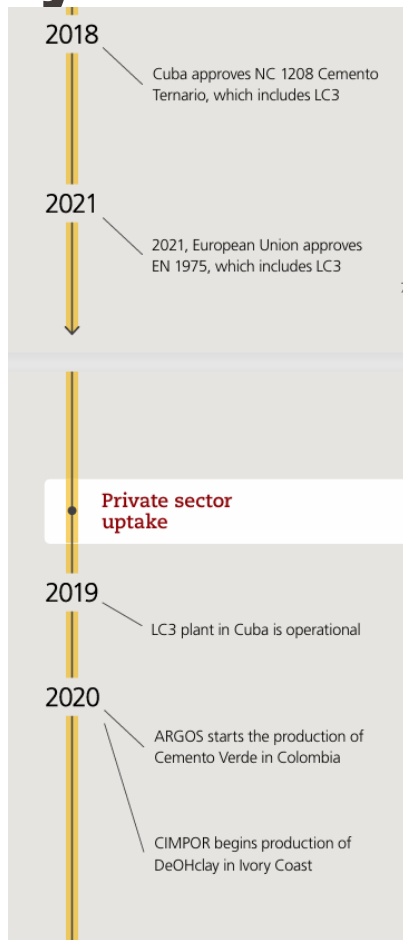 2018
Cuba approves NC 1208 Cemento
Ternario, which includes LC3
2021
2021, European Union approves
EN 1975, which includes LC3
Private sector
uptake
2019
LC3 plant in Cuba is operational
2020
ARGOS starts the production of
Cemento Verde in Colombia
CIMPOR begins production of
DeOHclay in Ivory Coast